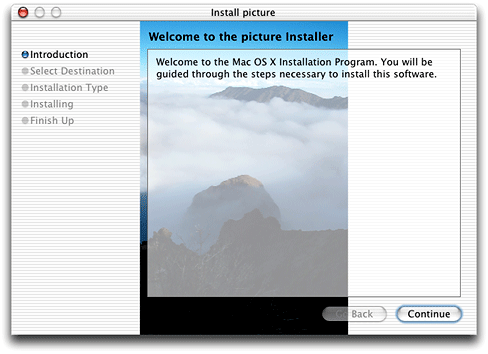 Install picture
Welcome to the picture Installer
Introduction
Select Destination
Installation Type
Installing
Finish Up
Welcome to the Mac OS X Installation Program. You will be
guided through the steps necessary to install this software.
Back
Continue